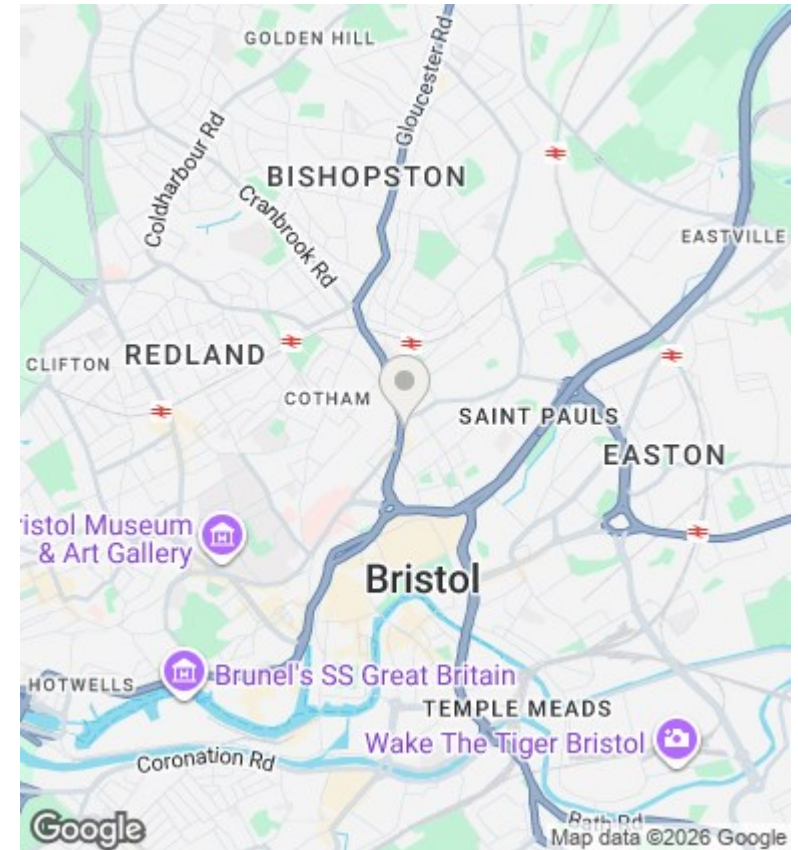 GOLDEN HILL
Gloucester Rd
Coldharbour Rd
BISHOPSTON
Cranbrook Rd
EASTVILLE
CLIFTON
REDLAND
COTHAM
SAINT PAULS
EASTON
ristol Museum
& Art Gallery
Bristol
HOTWELLS
Brunel's SS Great Britain
TEMPLE MEADS
Wake The Tiger Bristol
Coronation Rd
Bath Rd
Google
Map data ©2026 Google